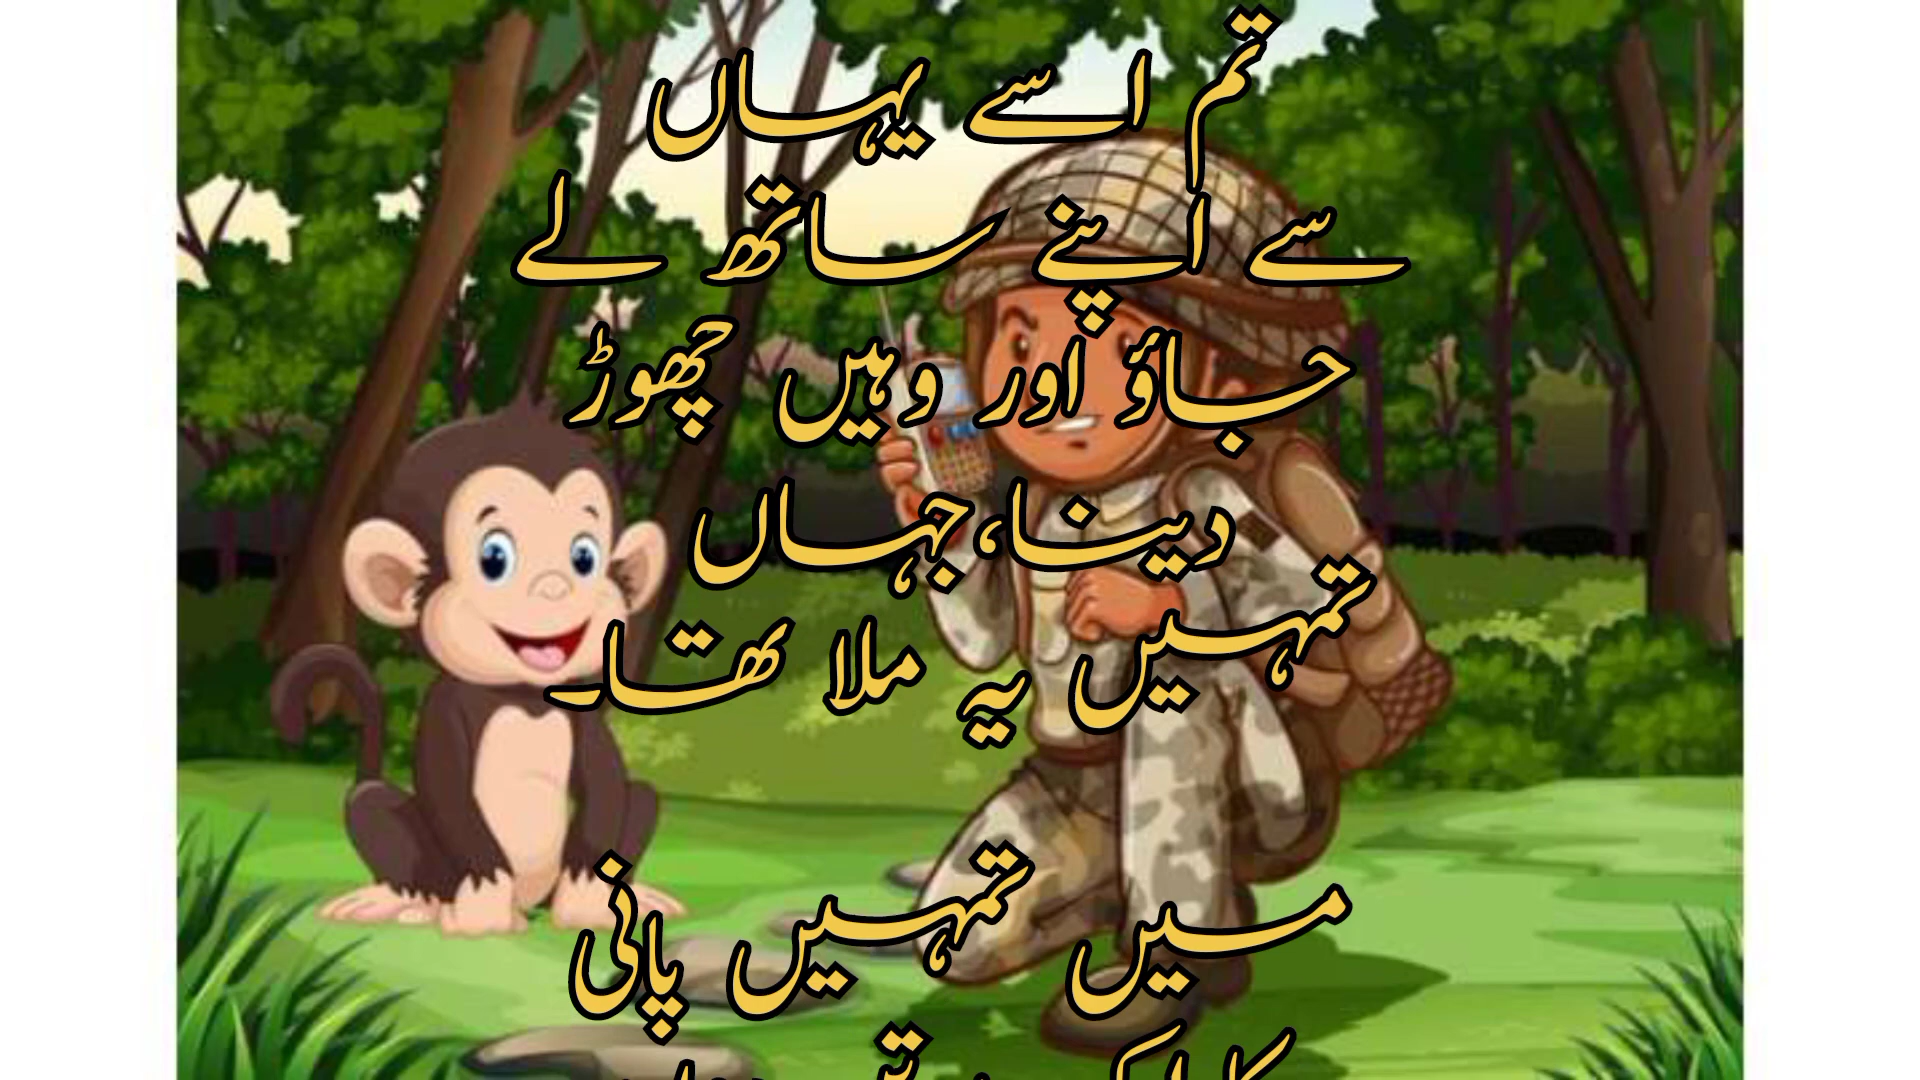 تم اسے یہاں
سے اپنے ساتھ لے
جاؤ اور وہیں چھوڑ
دینا،جہاں
تمہیں یہ ملا تھا۔
میں تمہیں پانی